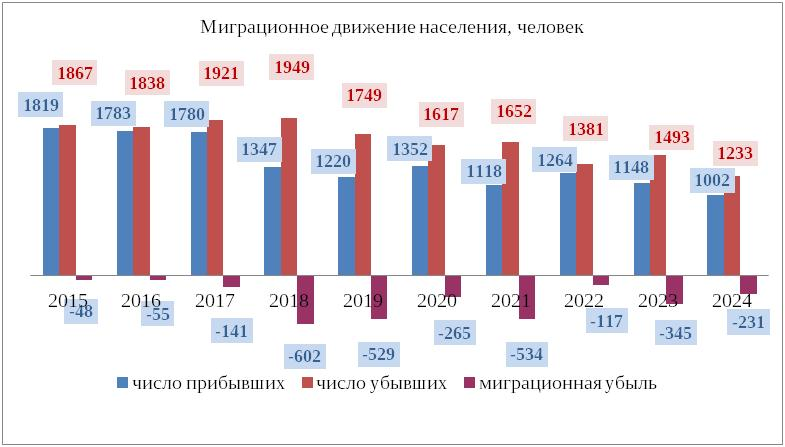 Миграционное движение населения, человек
1867 1838 1921 1949 1749 1617 1652 1381 1493 1233
1819 1783 1780 1347 1220 1352 1118 1264 1148 1002
2015 2016 2017 2018 2019 2020 2021 2022 2023 2024
-48 -55 -141 -602 -529 -265 -534 -117 -345 -231
число прибывших число убывших миграционная убыль